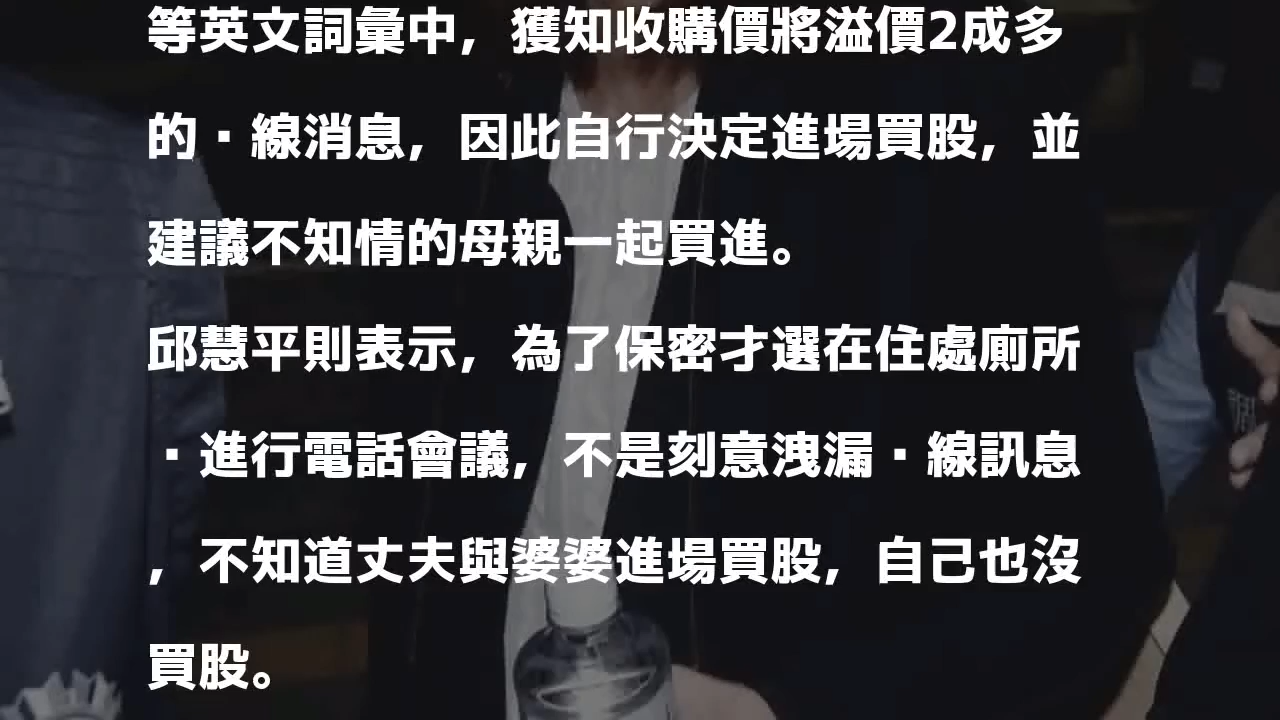 等英文詞彙中，獲知收購價將溢價2成多
的▪線消息，因此自行決定進場買股，並
建議不知情的母親一起買進。
邱慧平則表示，為了保密才選在住處廁所
▪進行電話會議，不是刻意洩漏▪線訊息
，不知道丈夫與婆婆進場買股，自己也沒
買股。